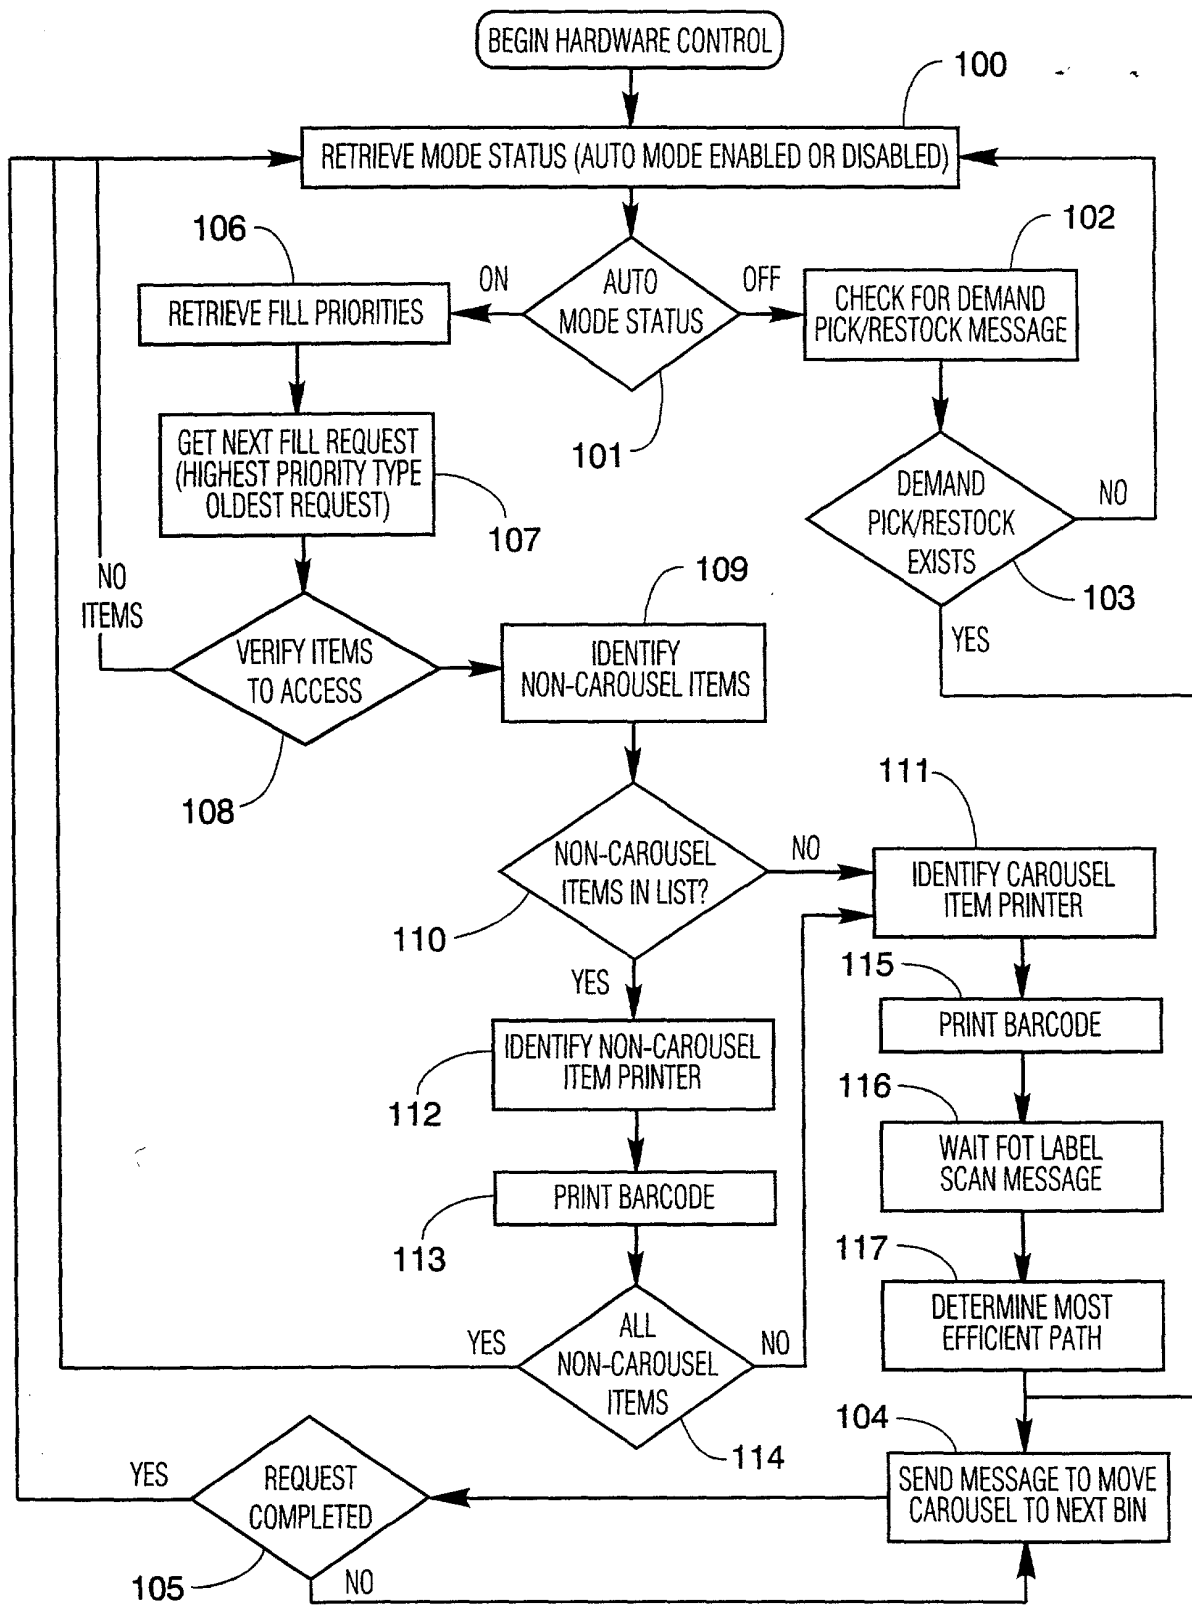 BEGIN HARDWARE CONTROL
100
RETRIEVE MODE STATUS (AUTO MODE ENABLED OR DISABLED)
106
102
ON
AUTO
MODE STATUS
OFF
RETRIEVE FILL PRIORITIES
CHECK FOR DEMAND
PICK/RESTOCK MESSAGE
101
GET NEXT FILL REQUEST
(HIGHEST PRIORITY TYPE
OLDEST REQUEST)
107
DEMAND
PICK/RESTOCK
EXISTS
NO
103
YES
NO
ITEMS
109
VERIFY ITEMS
TO ACCESS
IDENTIFY
NON-CAROUSEL ITEMS
108
111
NON-CAROUSEL
ITEMS IN LIST?
NO
IDENTIFY CAROUSEL
ITEM PRINTER
110
YES
115
PRINT BARCODE
IDENTIFY NON-CAROUSEL
ITEM PRINTER
112
116
WAIT FOT LABEL
SCAN MESSAGE
PRINT BARCODE
113
117
DETERMINE MOST
EFFICIENT PATH
YES
ALL
NON-CAROUSEL
ITEMS
NO
114
104
SEND MESSAGE TO MOVE
CAROUSEL TO NEXT BIN
YES
REQUEST
COMPLETED
105
NO